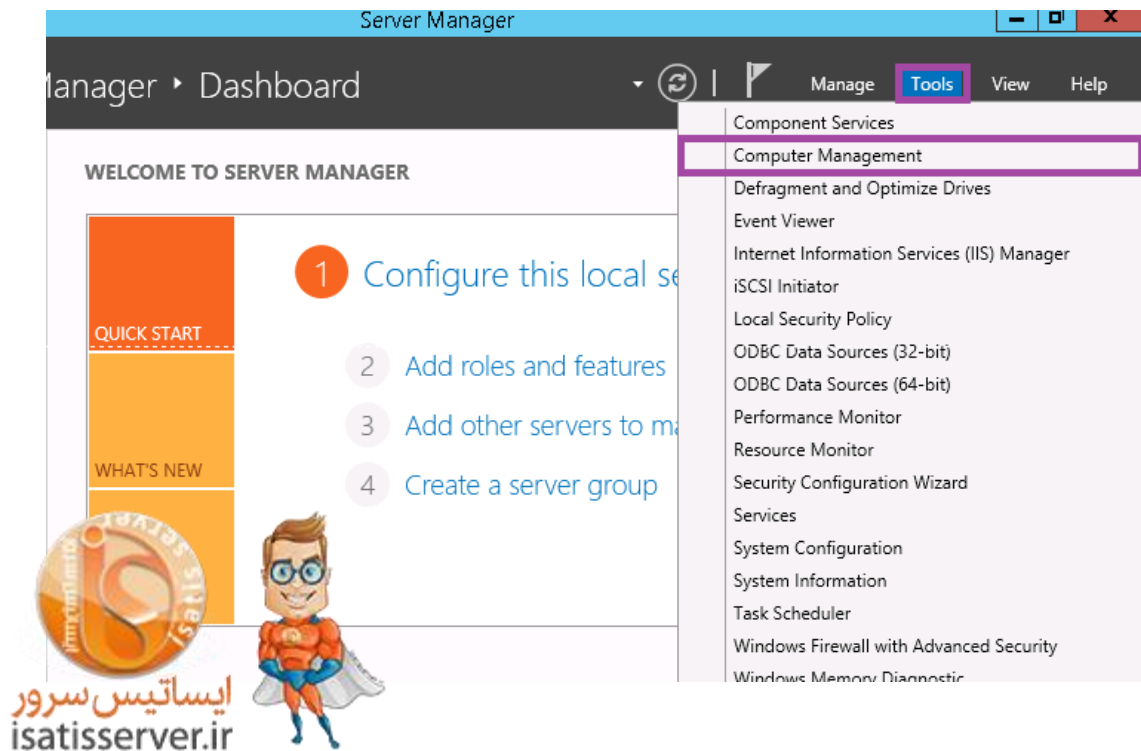 Server Manager
Manager ‣ Dashboard
Manage Tools View Help
WELCOME TO SERVER MANAGER
QUICK START
WHAT'S NEW
1 Configure this local se
2 Add roles and features
3 Add other servers to ma
4 Create a server group
Component Services
Computer Management
Defragment and Optimize Drives
Event Viewer
Internet Information Services (IIS) Manager
iSCSI Initiator
Local Security Policy
ODBC Data Sources (32-bit)
ODBC Data Sources (64-bit)
Performance Monitor
Resource Monitor
Security Configuration Wizard
Services
System Configuration
System Information
Task Scheduler
Windows Firewall with Advanced Security
Windows Memory Diagnostic
ایساتیس سرور
isatisserver.ir